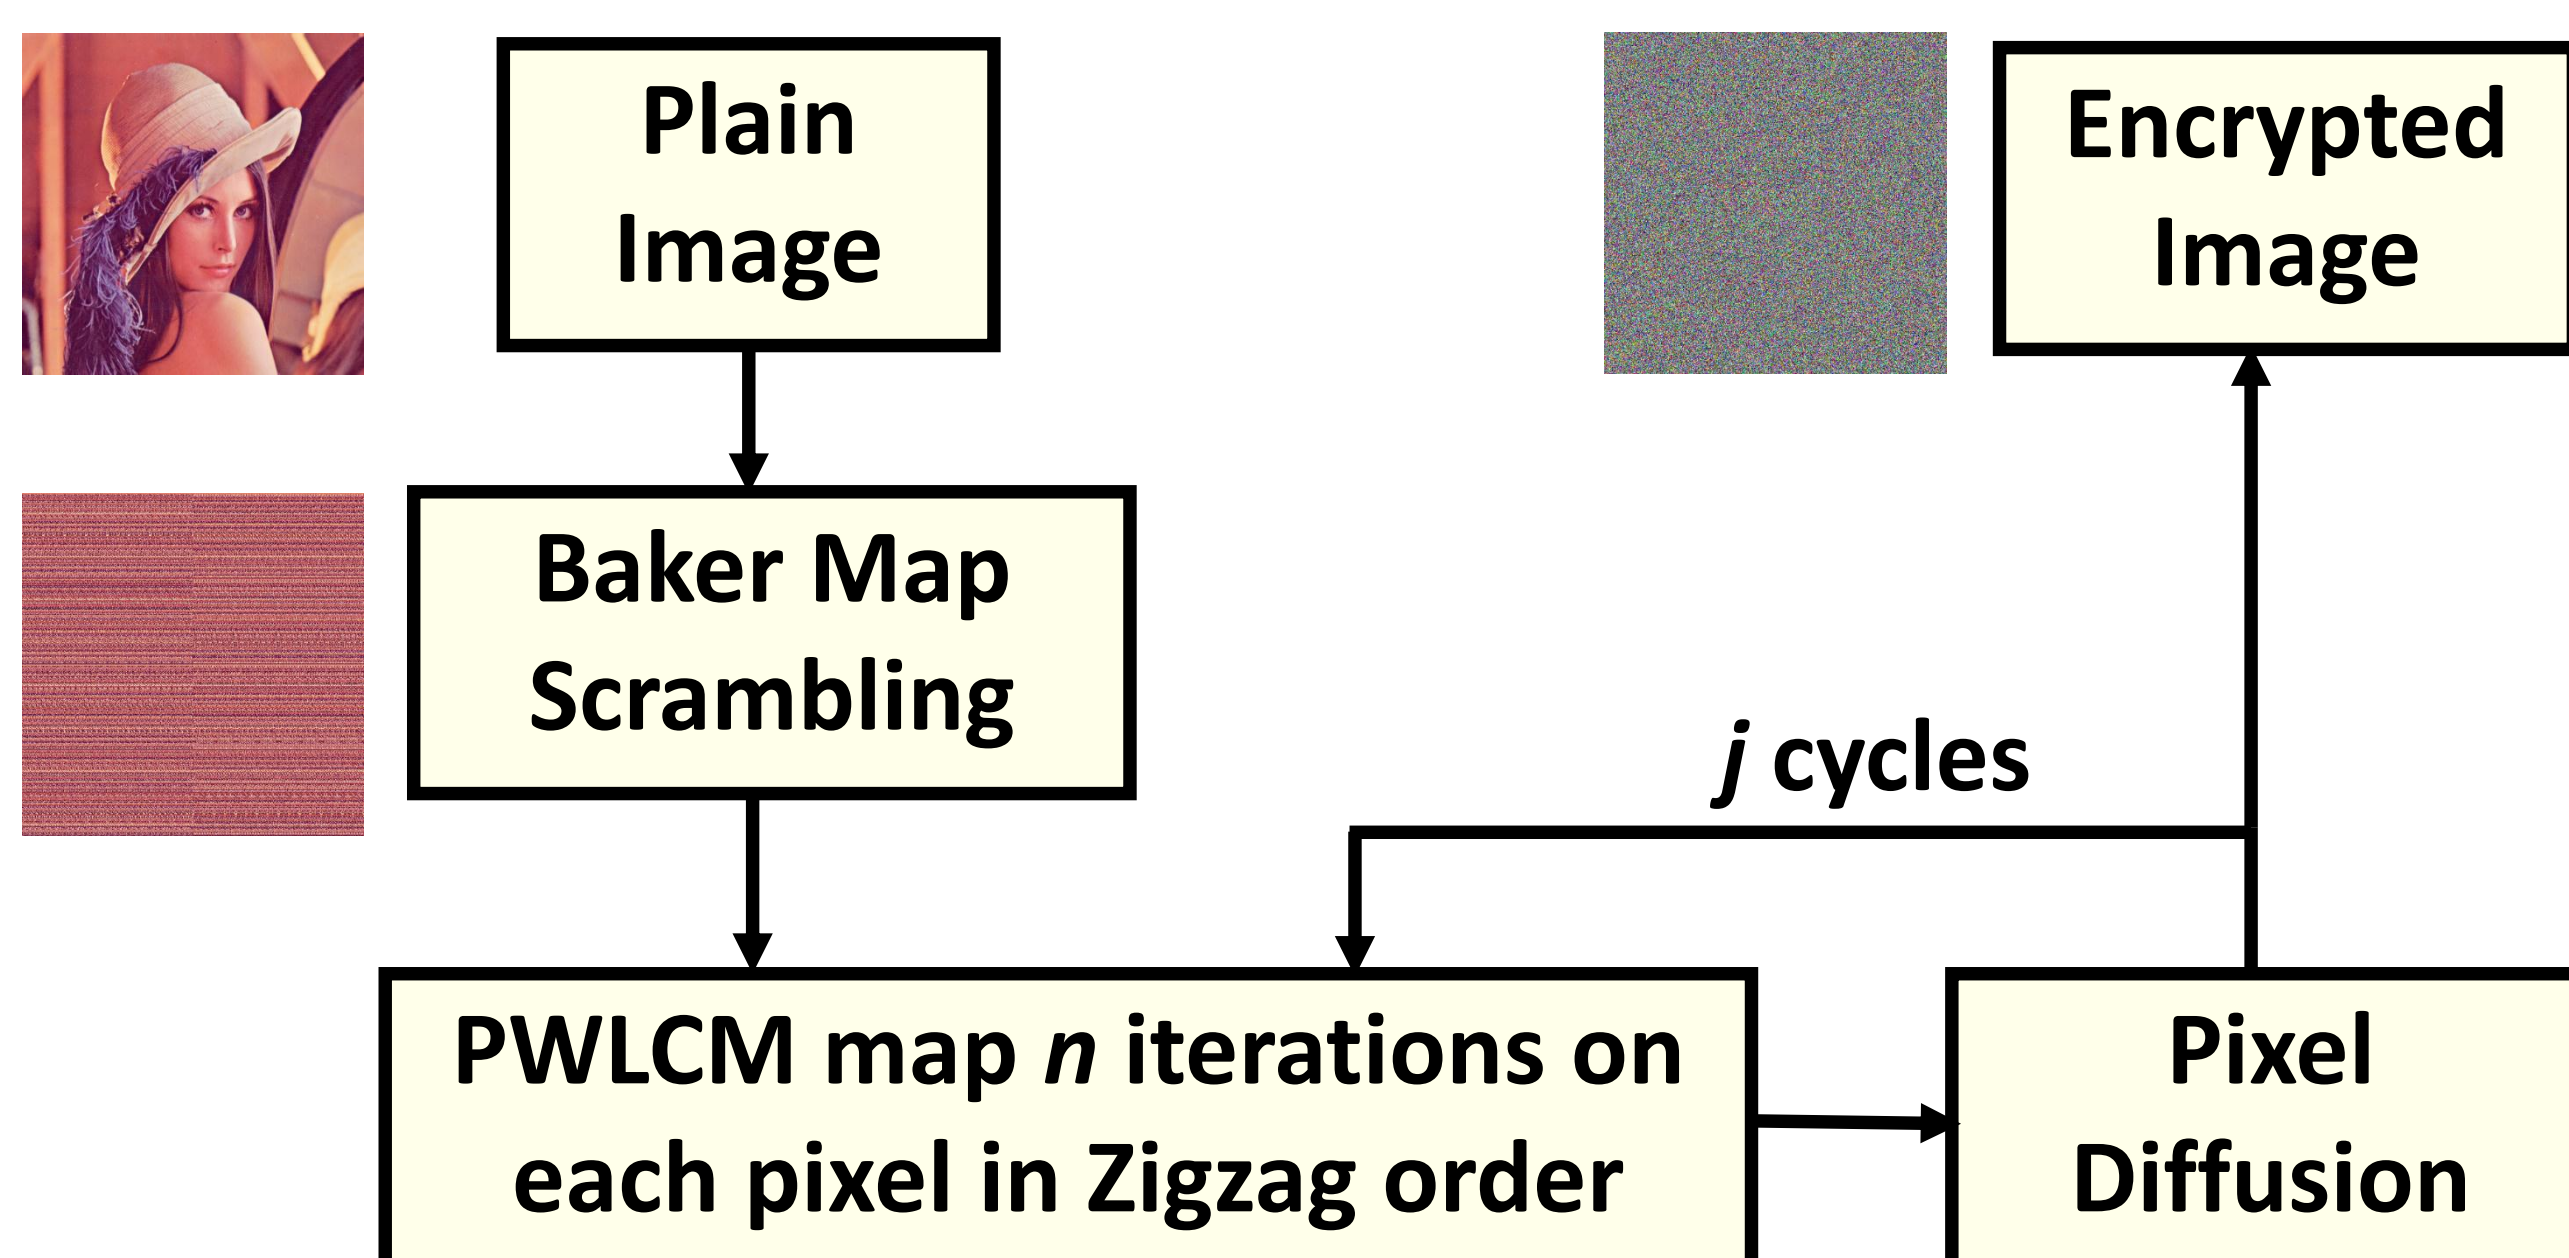 Plain
Image
Encrypted
Image
Baker Map
Scrambling
j cycles
PWLCM map n iterations on
each pixel in Zigzag order
Pixel
Diffusion